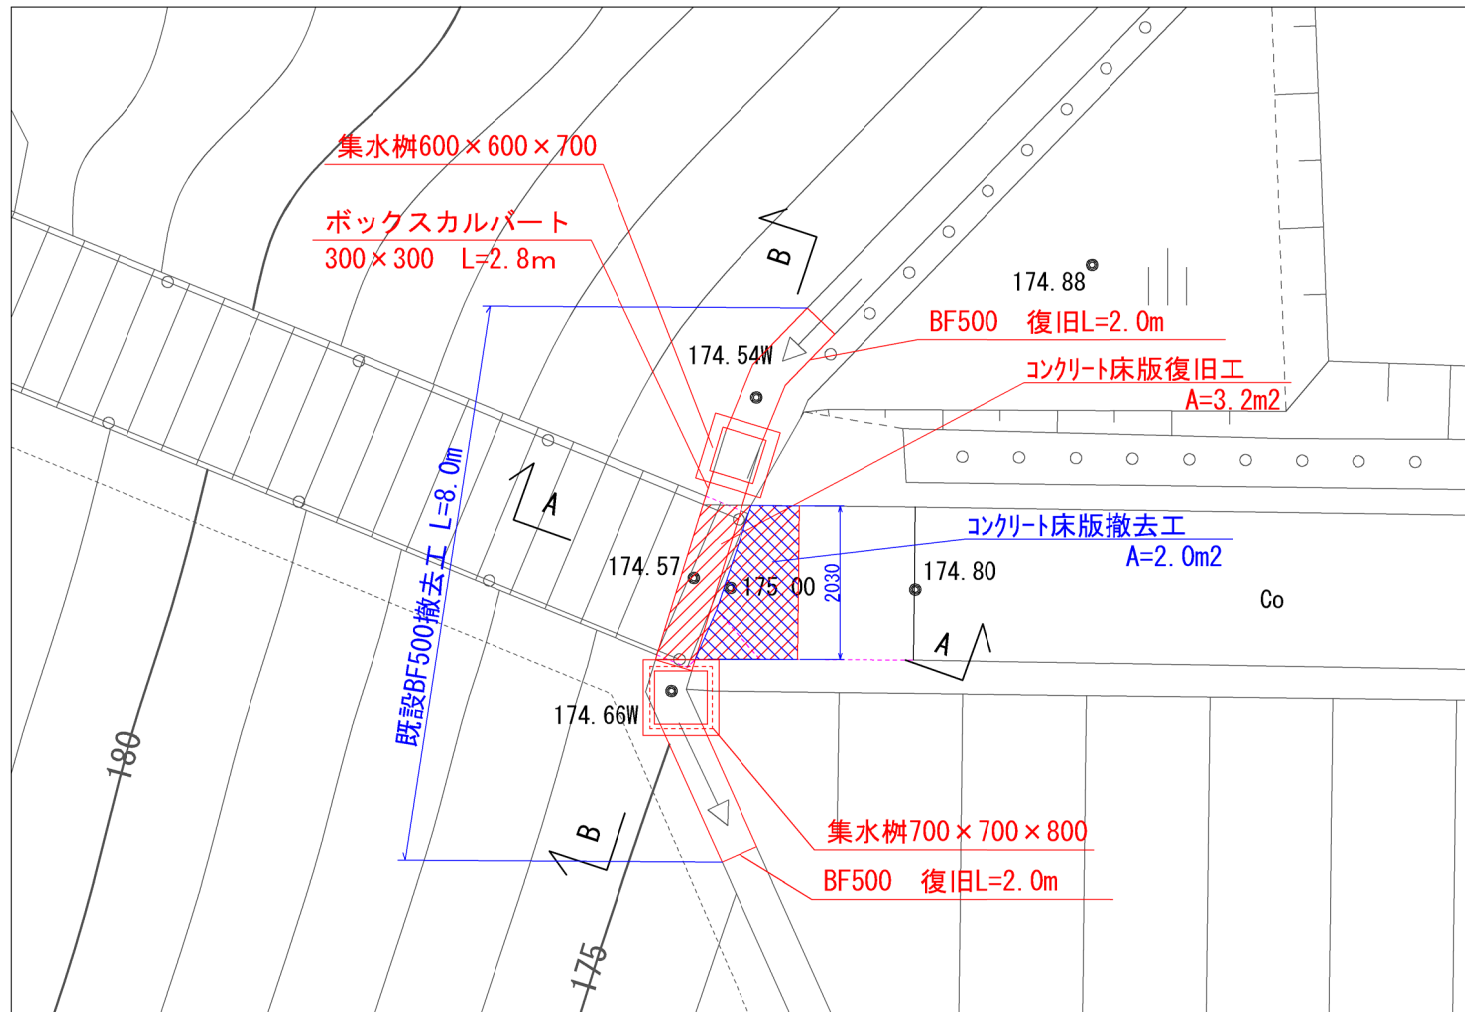 集水桝600×600×700
ボックスカルバート
300×300 L=2.8m
B
174.88
BF500 復旧L=2.0m
174.54W
コンクリート床版復旧工
A=3.2m2
既設BF500撤去工 L=8.0m
A
コンクリート床版撤去工
A=2.0m2
174.57
175.00
2030
174.80
Co
A
174.66W
180
B
集水桝700×700×800
BF500 復旧L=2.0m
175